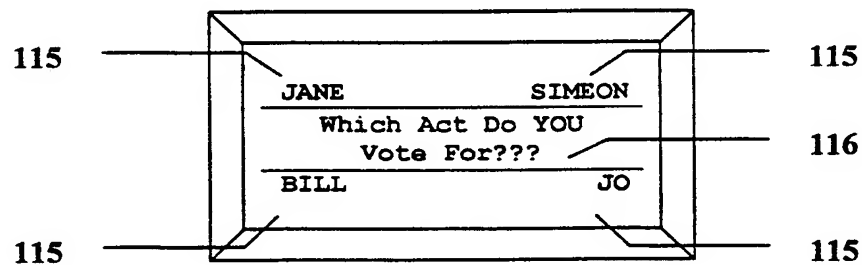 115 115
JANE SIMEON
Which Act Do YOU
Vote For???
116
BILL JO
115 115